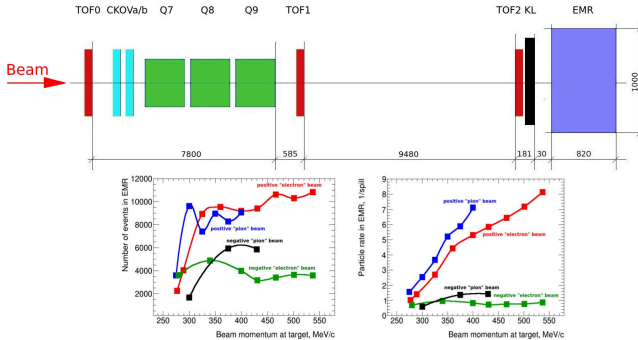 TOF0 CKOVa/b Q7 Q8 Q9 TOF1 TOF2 KL EMR
Beam
1000
7800 585 9480 181 30 820
Number of events in EMR
12000
10000
8000
6000
4000
2000
positive "electron" beam
positive "pion" beam
negative "pion" beam
negative "electron" beam
250 300 350 400 450 500 550
Beam momentum at target, MeV/c
Particle rate in EMR, 1/spill
9
8
7
6
5
4
3
2
1
0
positive "pion" beam
positive "electron" beam
negative "pion" beam
negative "electron" beam
250 300 350 400 450 500 550
Beam momentum at target, MeV/c